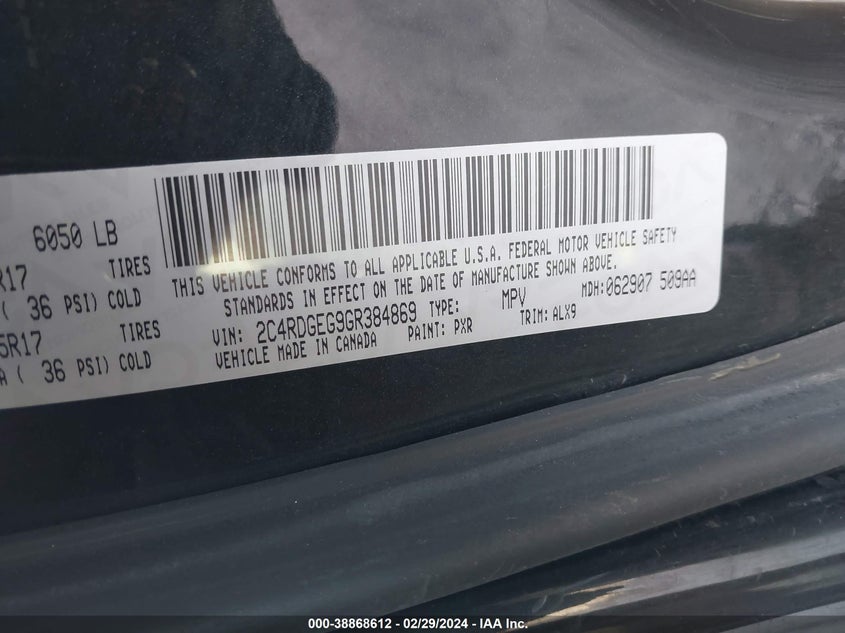 6050 LB
R17 TIRES
( 36 PSI) COLD
5R17 TIRES
A ( 36 PSI) COLD
THIS VEHICLE CONFORMS TO ALL APPLICABLE U.S.A. FEDERAL MOTOR VEHICLE SAFETY
STANDARDS IN EFFECT ON THE DATE OF MANUFACTURE SHOWN ABOVE.
VIN: 2C4RDGEG9GR384869 TYPE: MPV MDH: 062907 509AA
VEHICLE MADE IN CANADA PAINT: PXR TRIM: ALX9
000-38868612 - 02/29/2024 - IAA Inc.